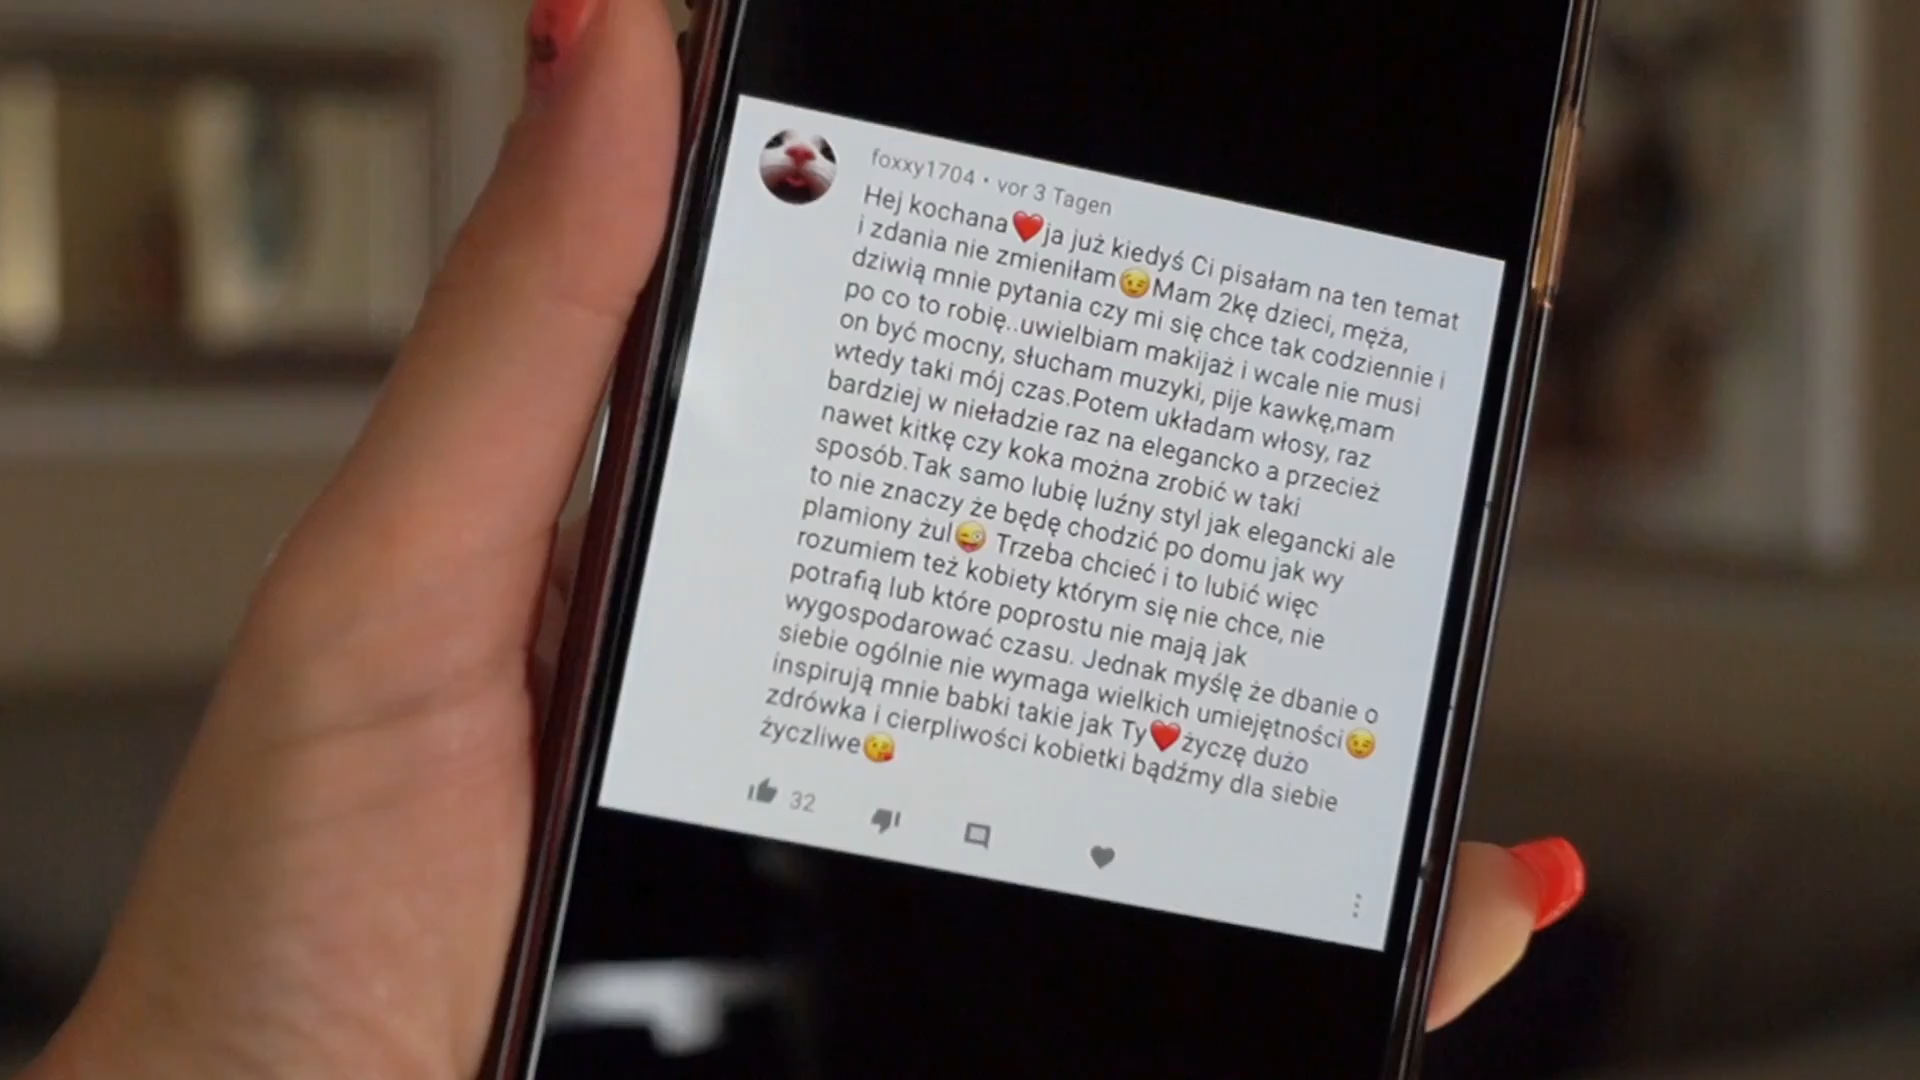 foxxy1704 • vor 3 Tagen
Hej kochana❤️ja już kiedyś Ci pisałam na ten temat
i zdania nie zmieniłam😉Mam 2kę dzieci, męża,
dziwią mnie pytania czy mi się chce tak codziennie i
po co to robię..uwielbiam makijaż i wcale nie musi
on być mocny, słucham muzyki, pije kawkę,mam
wtedy taki mój czas.Potem układam włosy, raz
bardziej w nieładzie raz na elegancko a przecież
nawet kitkę czy koka można zrobić w taki
sposób.Tak samo lubię luźny styl jak elegancki ale
to nie znaczy że będę chodzić po domu jak wy
plamiony żul😜 Trzeba chcieć i to lubić więc
rozumiem też kobiety którym się nie chce, nie
potrafią lub które poprostu nie mają jak
wygospodarować czasu. Jednak myślę że dbanie o
siebie ogólnie nie wymaga wielkich umiejętności😉
inspirują mnie babki takie jak Ty❤️życzę dużo
zdrówka i cierpliwości kobietki bądźmy dla siebie
życzliwe😘
32